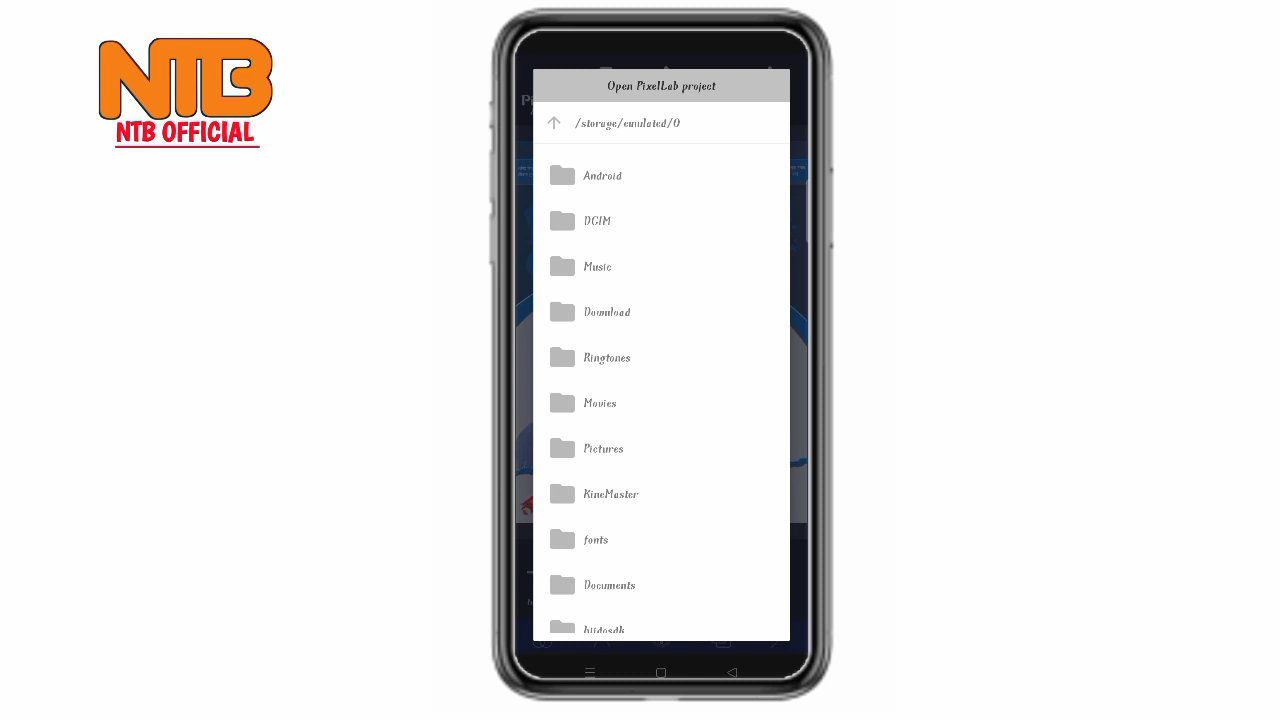 NTB
NTB OFFICIAL
Open PixelLab project
/storage/emulated/0
Android
DCIM
Music
Download
Ringtones
Movies
Pictures
KineMaster
fonts
Documents